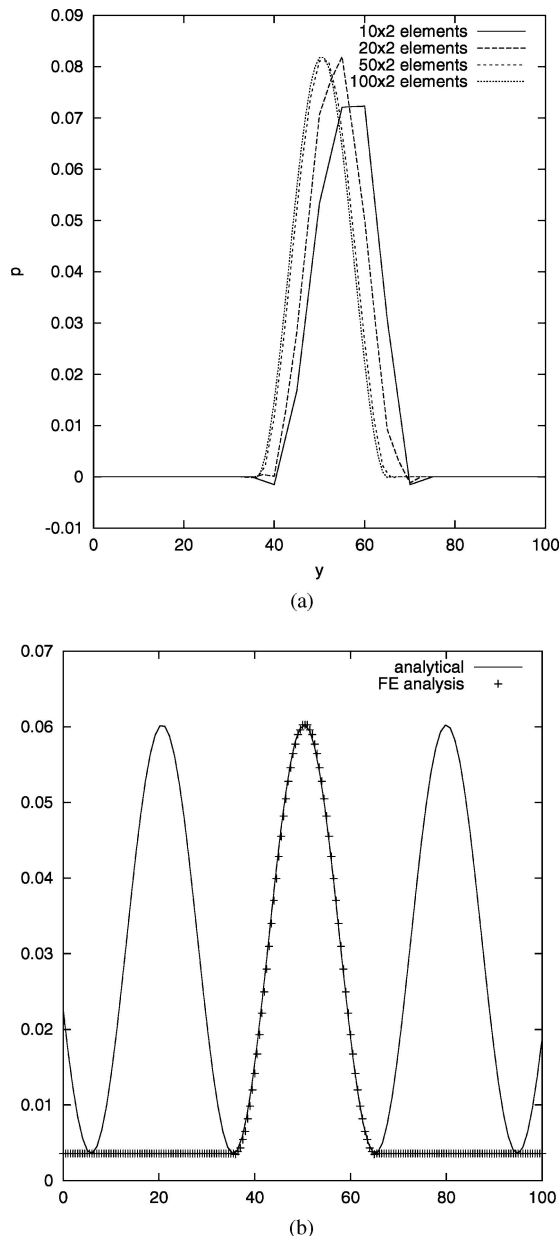 0.09
0.08
0.07
0.06
0.05
0.04
0.03
0.02
0.01
0
-0.01
p
10x2 elements
20x2 elements
50x2 elements
100x2 elements
0 20 40 60 80 100
y
(a)
0.07
0.06
0.05
0.04
0.03
0.02
0.01
0
analytical
FE analysis
0 20 40 60 80 100
(b)